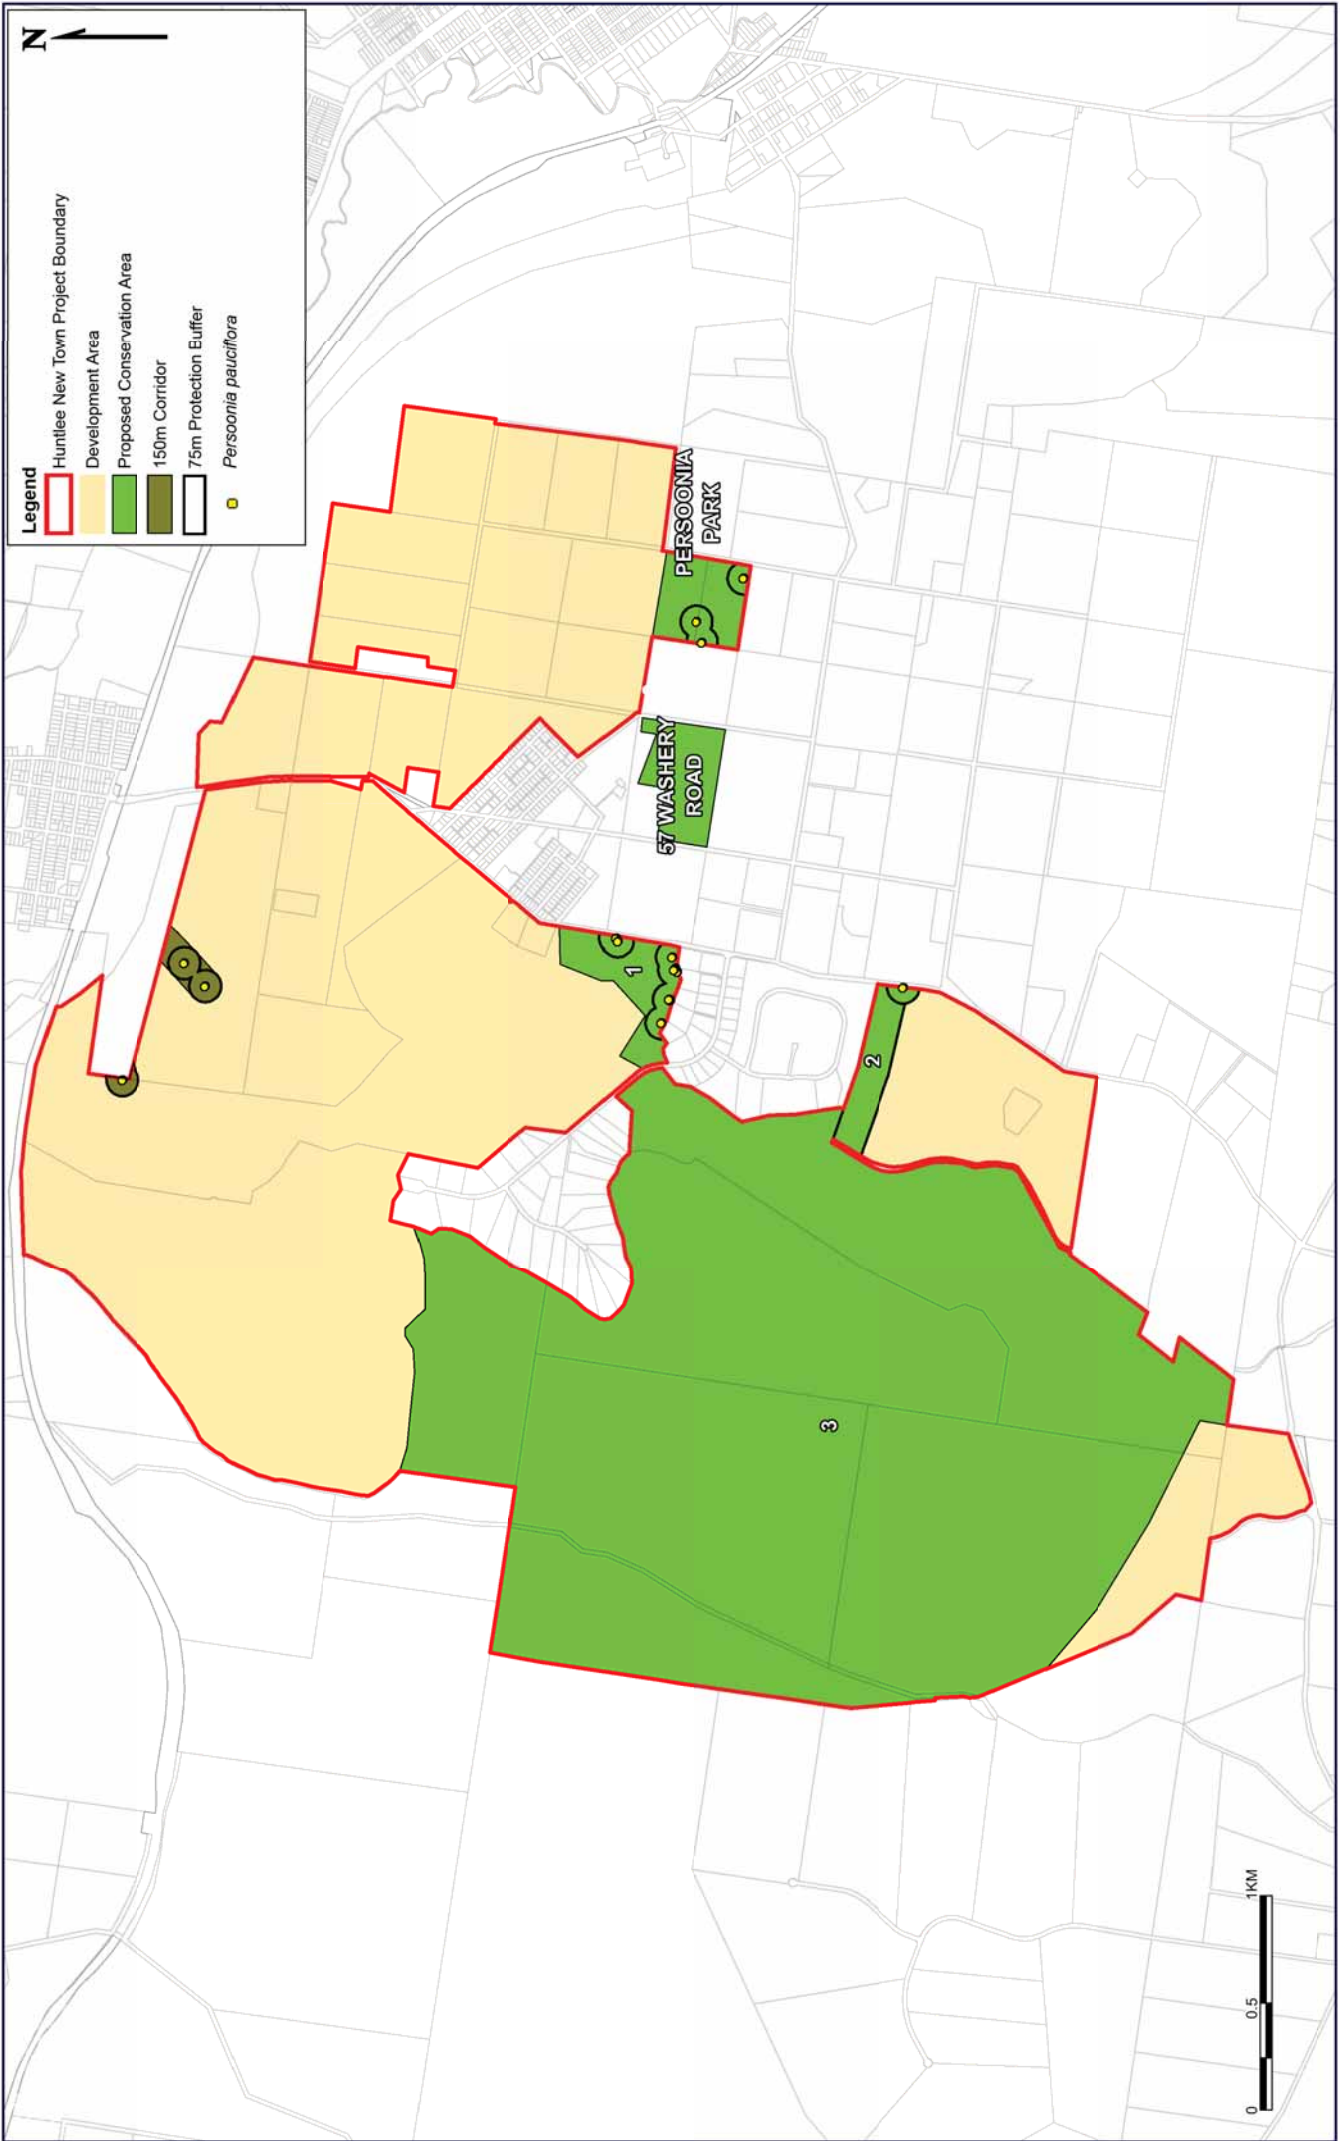 N
Legend
Huntlee New Town Project Boundary
Development Area
Proposed Conservation Area
150m Corridor
75m Protection Buffer
Persoonia pauciflora
PERSOONIA
PARK
57 WASHERY
ROAD
1
2
3
0
0.5
1KM